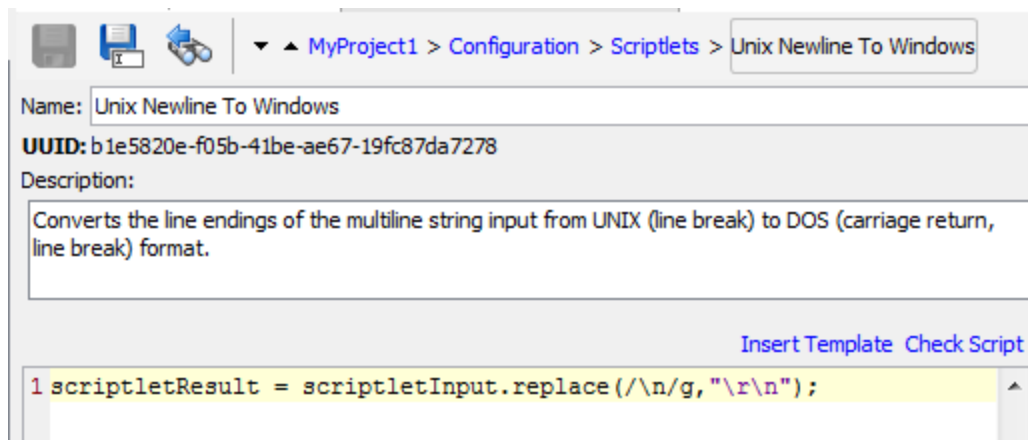 MyProject1 > Configuration > Scriptlets > Unix Newline To Windows
Name: Unix Newline To Windows
UUID: b1e5820e-f05b-41be-ae67-19fc87da7278
Description:
Converts the line endings of the multiline string input from UNIX (line break) to DOS (carriage return,
line break) format.
Insert Template Check Script
1 scriptletResult = scriptletInput.replace(/\n/g,"\r\n");